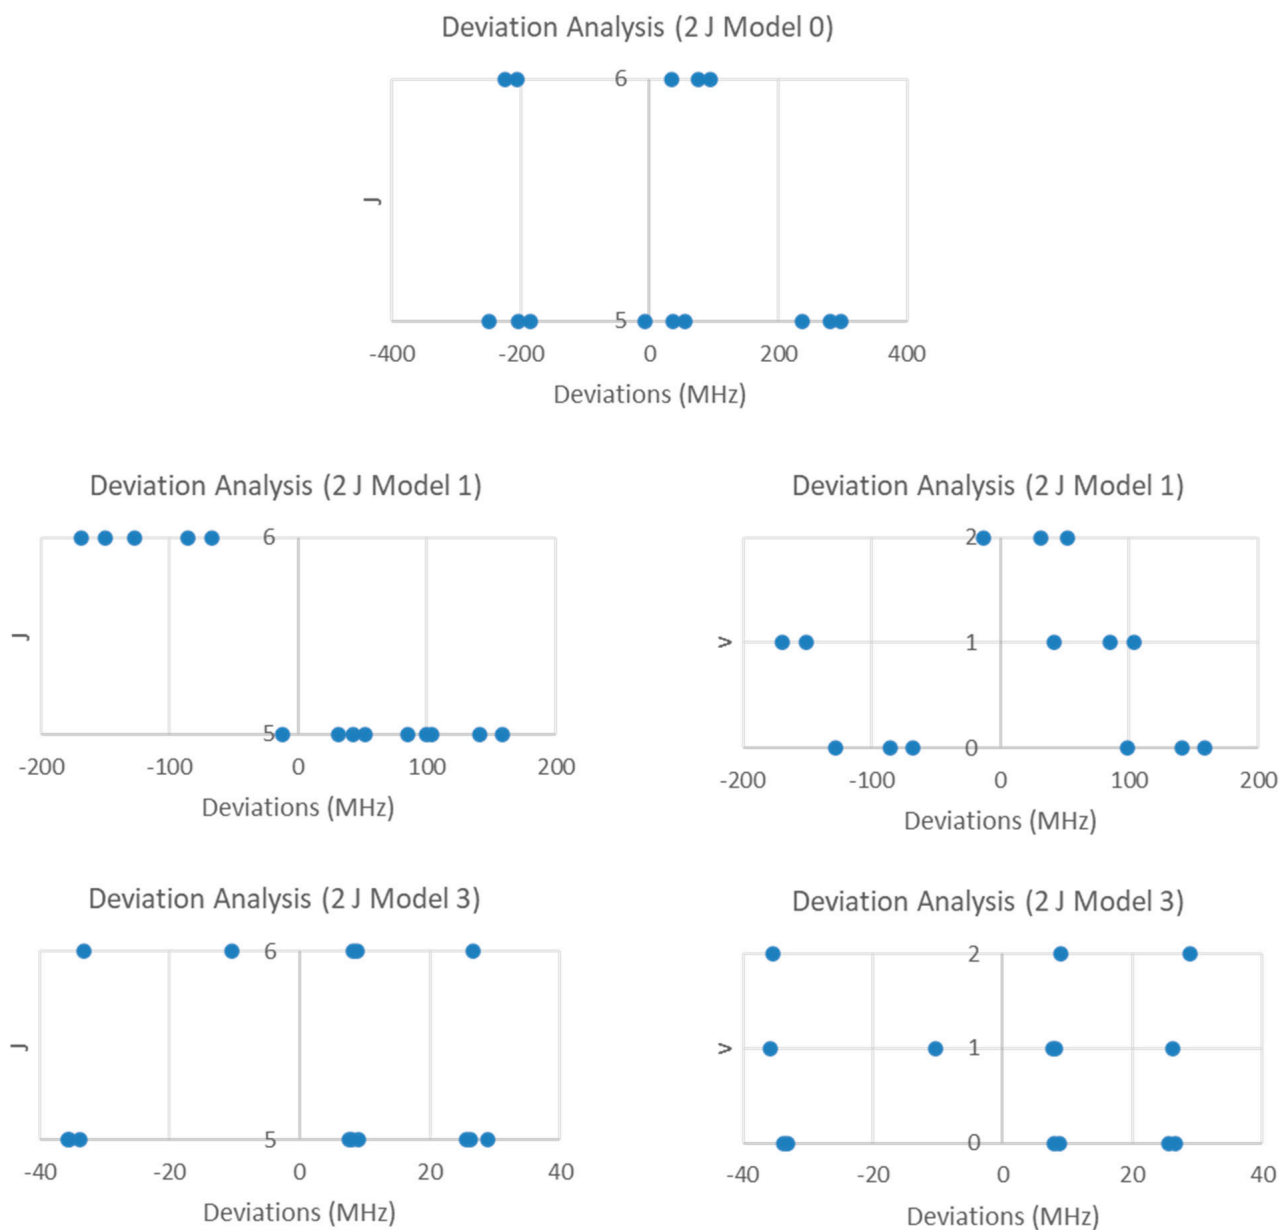 Deviation Analysis (2 J Model 0)
6
J
5
-400 -200 0 200 400
Deviations (MHz)
Deviation Analysis (2 J Model 1)
6
J
5
-200 -100 0 100 200
Deviations (MHz)
Deviation Analysis (2 J Model 1)
2
v
1
0
-200 -100 0 100 200
Deviations (MHz)
Deviation Analysis (2 J Model 3)
6
J
5
-40 -20 0 20 40
Deviations (MHz)
Deviation Analysis (2 J Model 3)
2
v
1
0
-40 -20 0 20 40
Deviations (MHz)